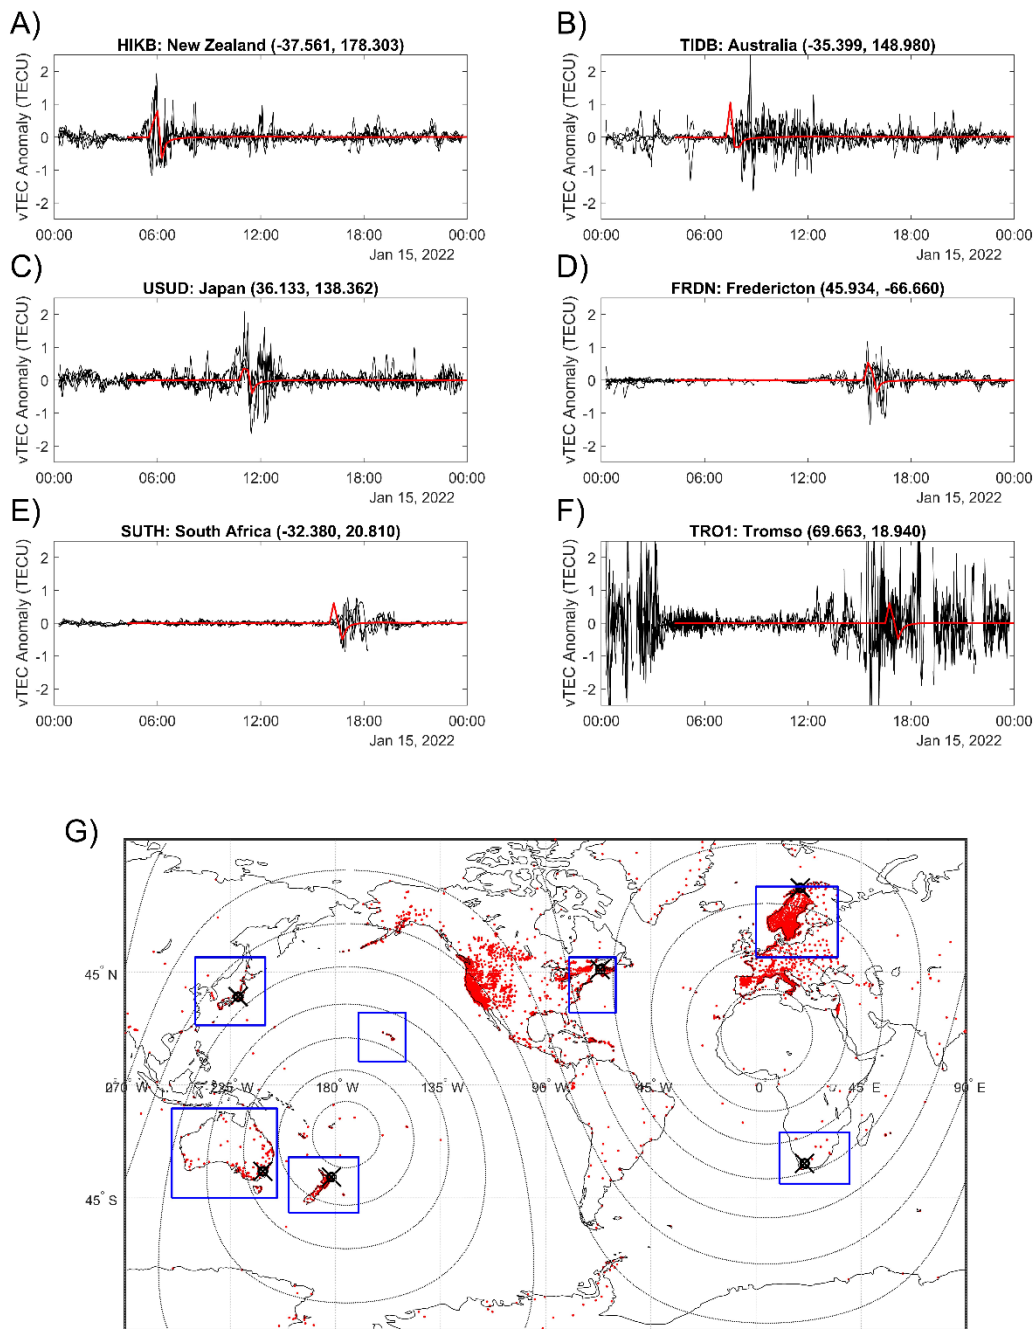 A)
HIKB: New Zealand (-37.561, 178.303)
vTEC Anomaly (TECU)
2
1
0
-1
-2
00:00 06:00 12:00 18:00 00:00
Jan 15, 2022
B)
TIDB: Australia (-35.399, 148.980)
vTEC Anomaly (TECU)
2
1
0
-1
-2
00:00 06:00 12:00 18:00 00:00
Jan 15, 2022
C)
USUD: Japan (36.133, 138.362)
vTEC Anomaly (TECU)
2
1
0
-1
-2
00:00 06:00 12:00 18:00 00:00
Jan 15, 2022
D)
FRDN: Fredericton (45.934, -66.660)
vTEC Anomaly (TECU)
2
1
0
-1
-2
00:00 06:00 12:00 18:00 00:00
Jan 15, 2022
E)
SUTH: South Africa (-32.380, 20.810)
vTEC Anomaly (TECU)
2
1
0
-1
-2
00:00 06:00 12:00 18:00 00:00
Jan 15, 2022
F)
TRO1: Tromso (69.663, 18.940)
vTEC Anomaly (TECU)
2
1
0
-1
-2
00:00 06:00 12:00 18:00 00:00
Jan 15, 2022
G)
45° N
270° W 225° W 180° W 135° W 90° W 45° W 0° 45° E 90° E
45° S